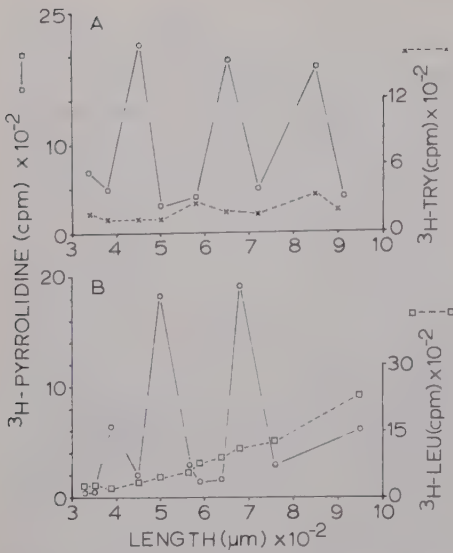 A
25
20
10
0
³H-PYRROLIDINE (cpm) × 10⁻²
12
6
0
³H-TRY(cpm) × 10⁻²
3 4 5 6 7 8 9 10
B
20
10
0
30
15
0
³H-LEU(cpm) × 10⁻²
3 4 5 6 7 8 9 10
LENGTH(µm) × 10⁻²